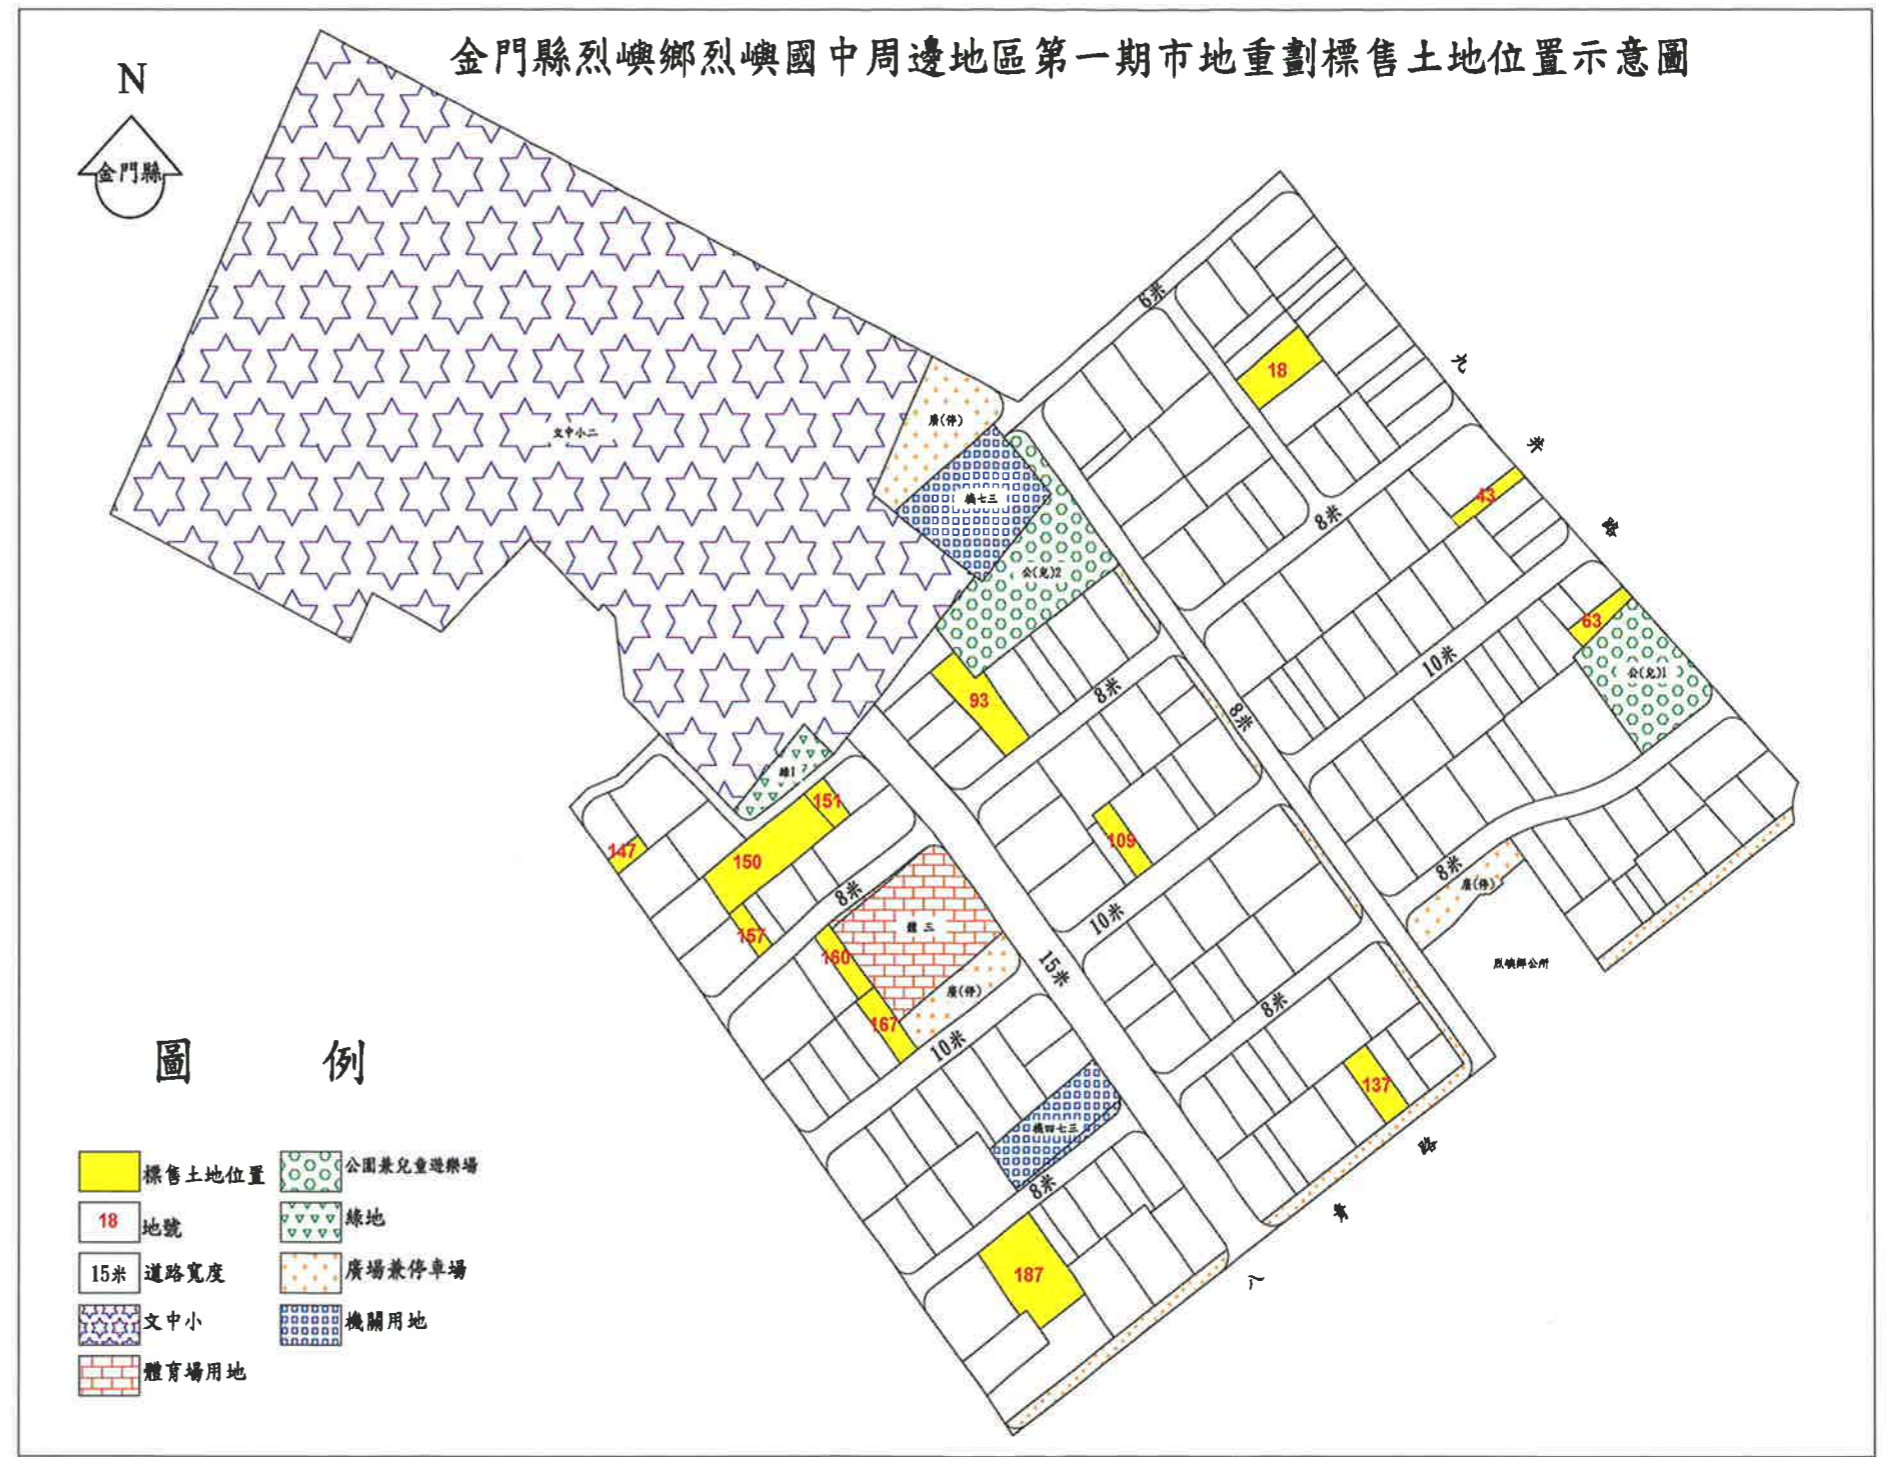 金門縣烈嶼鄉烈嶼國中周邊地區第一期市地重劃標售土地位置示意圖
N
金門縣
6米
九
米
路
18
廣(停)
文中小二
機七三
43
8米
公(兒)2
63
10米
公(兒)1
93
8米
8米
綠1
151
147
150
109
8米
8米
廣(停)
157
體三
10米
160
15米
烈嶼鄉公所
廣(停)
167
8米
10米
137
機四七三
路
8米
青
八
187
圖例
標售土地位置
公園兼兒童遊樂場
18
地號
綠地
15米
道路寬度
廣場兼停車場
文中小
機關用地
體育場用地